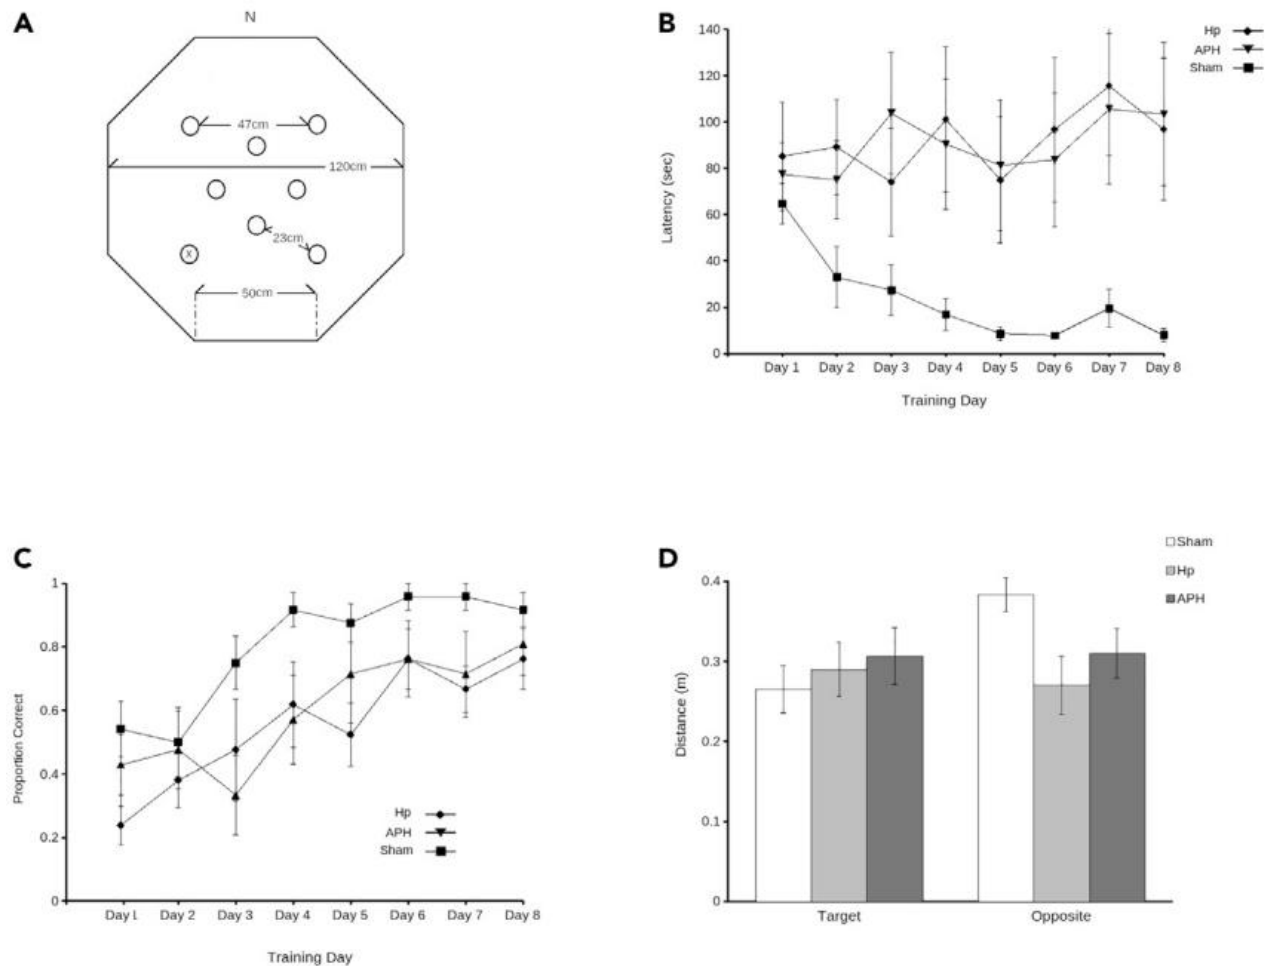 A
N
47cm
120cm
23cm
x
50cm
B
Hp
APH
Sham
Latency (sec)
140
120
100
80
60
40
20
0
Day 1 Day 2 Day 3 Day 4 Day 5 Day 6 Day 7 Day 8
Training Day
C
Proportion Correct
1
0.8
0.6
0.4
0.2
0
Hp
APH
Sham
Day 1 Day 2 Day 3 Day 4 Day 5 Day 6 Day 7 Day 8
Training Day
D
Sham
Hp
APH
Distance (m)
0.4
0.3
0.2
0.1
0
Target Opposite